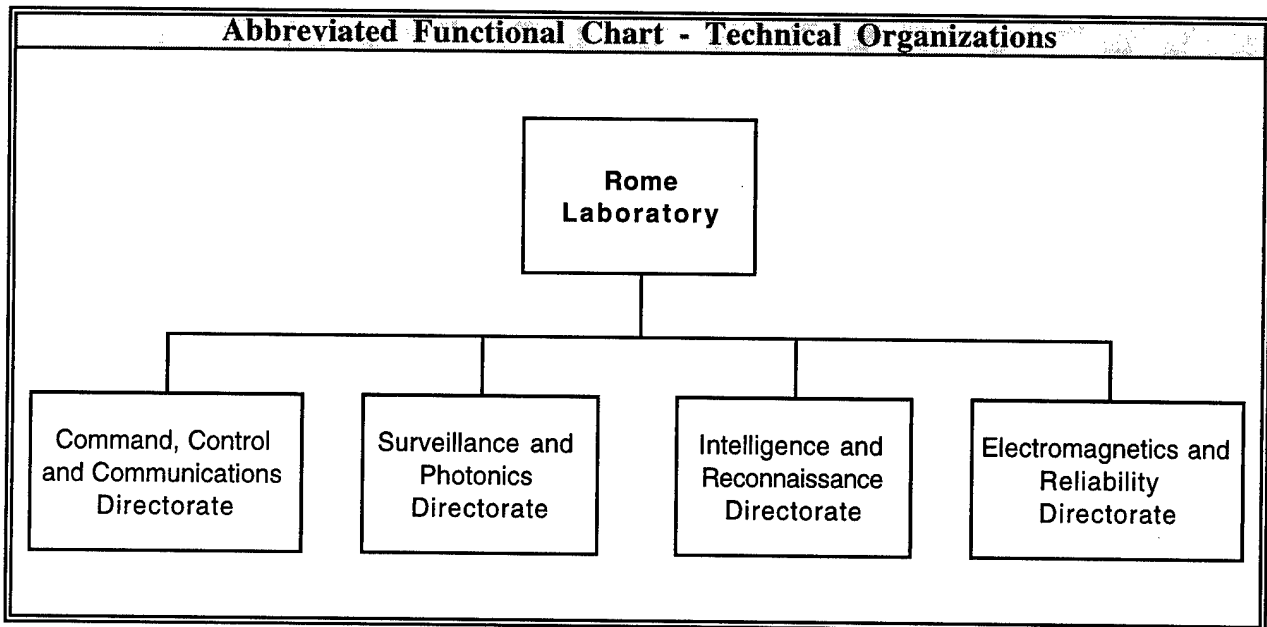 Abbreviated Functional Chart - Technical Organizations
Rome
Laboratory
Command, Control
and Communications
Directorate
Surveillance and
Photonics
Directorate
Intelligence and
Reconnaissance
Directorate
Electromagnetics and
Reliability
Directorate